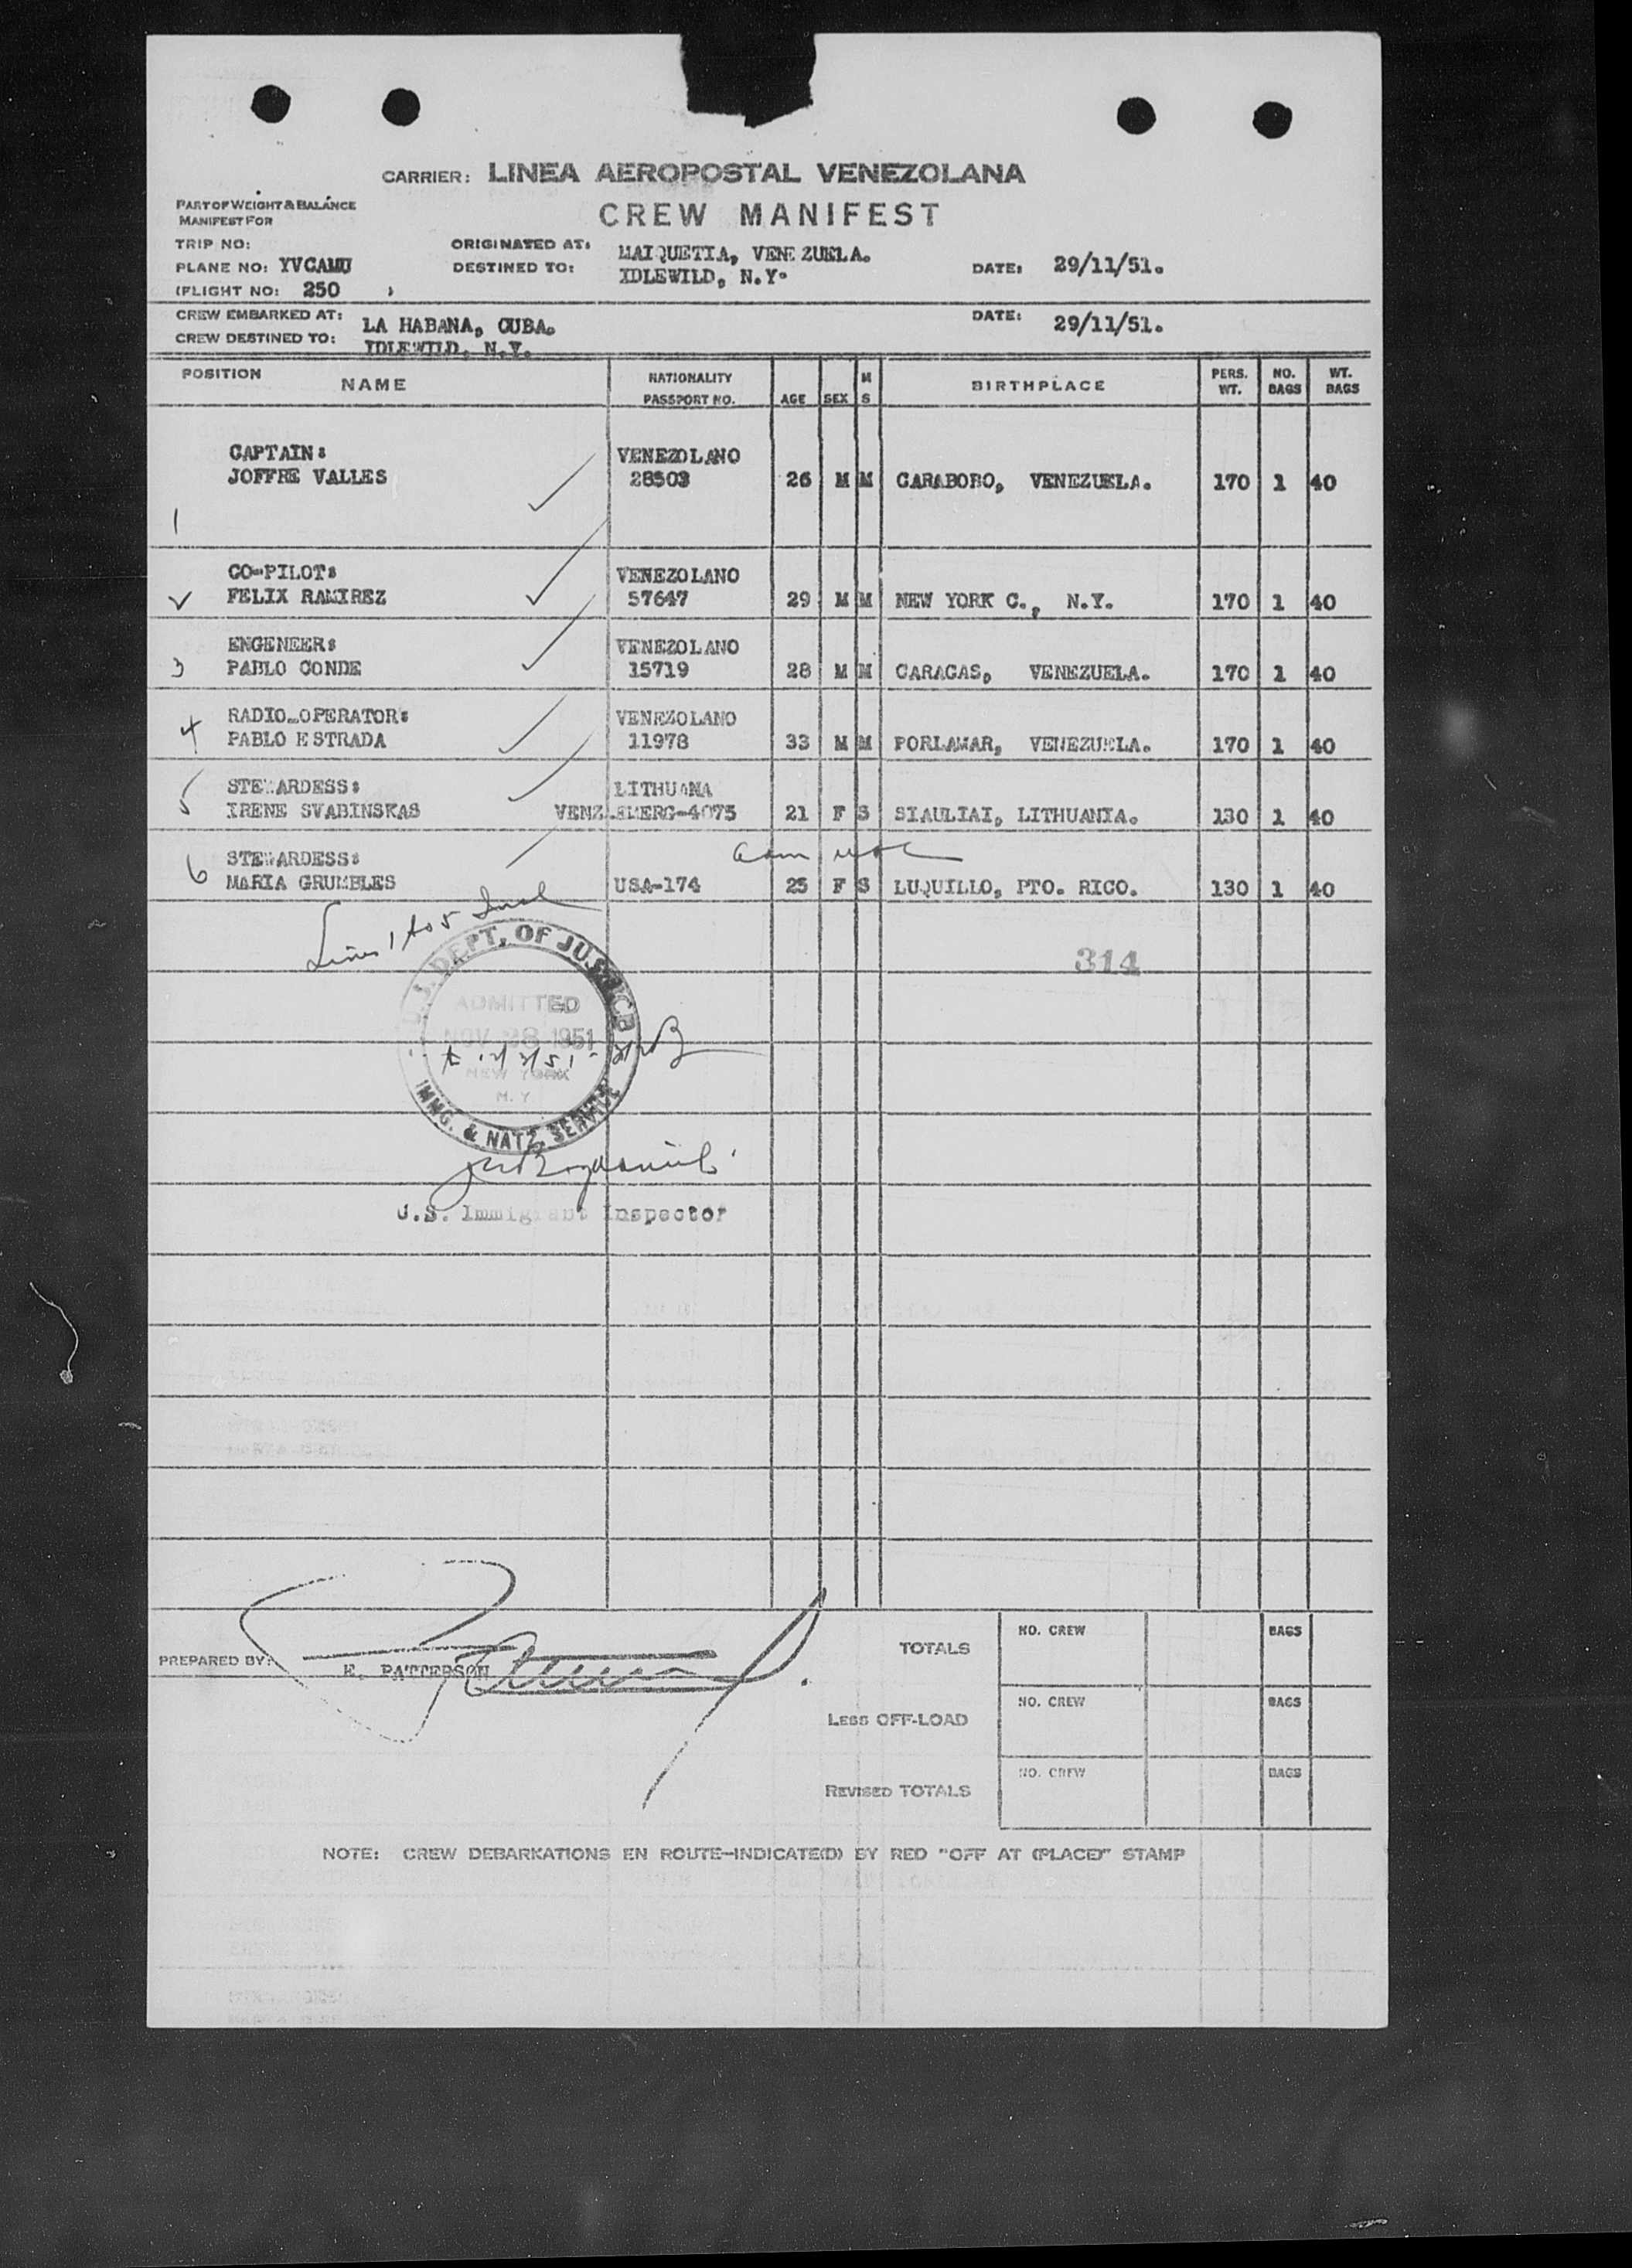 CARRIER: LINEA AEROPOSTAL VENEZOLANA
PART OF WEIGHT & BALANCE
MANIFEST FOR
CREW MANIFEST
TRIP NO:
ORIGINATED AT: MAIQUETIA, VENEZUELA.
PLANE NO: YVCAMU
DESTINED TO: IDLEWILD, N.Y.
DATE: 29/11/51.
(FLIGHT NO: 250 )
CREW EMBARKED AT: LA HABANA, CUBA.
DATE: 29/11/51.
CREW DESTINED TO: IDLEWILD, N.Y.
POSITION NAME NATIONALITY PASSPORT NO. AGE SEX M S BIRTHPLACE PERS. WT. NO. BAGS WT. BAGS
CAPTAIN: VENEZOLANO
JOFFRE VALLES 28503 26 M M CARABOBO, VENEZUELA. 170 1 40
1
CO-PILOT: VENEZOLANO
FELIX RAMIREZ 57647 29 M M NEW YORK C., N.Y. 170 1 40
ENGENEER: VENEZOLANO
3 PABLO CONDE 15719 28 M M CARACAS, VENEZUELA. 170 1 40
RADIO-OPERATOR: VENEZOLANO
4 PABLO ESTRADA 11978 33 M M PORLAMAR, VENEZUELA. 170 1 40
STEWARDESS: LITHUANA
5 IRENE SVABINSKAS VENZ.EMERG-4075 21 F S SIAULIAI, LITHUANIA. 130 1 40
STEWARDESS:
6 MARIA GRUMBLES USA-174 25 F S LUQUILLO, PTO. RICO. 130 1 40
Lines 1 to 5 Incl
314
U.S. DEPT. OF JUSTICE
ADMITTED
NOV 28 1951
NEW YORK
N.Y.
IMMG. & NATZ. SERVICE
U.S. Immigrant Inspector
PREPARED BY: E. PATTERSON
TOTALS NO. CREW BAGS
LESS OFF-LOAD NO. CREW BAGS
REVISED TOTALS NO. CREW BAGS
NOTE: CREW DEBARKATIONS EN ROUTE-INDICATE(D) BY RED "OFF AT (PLACE)" STAMP